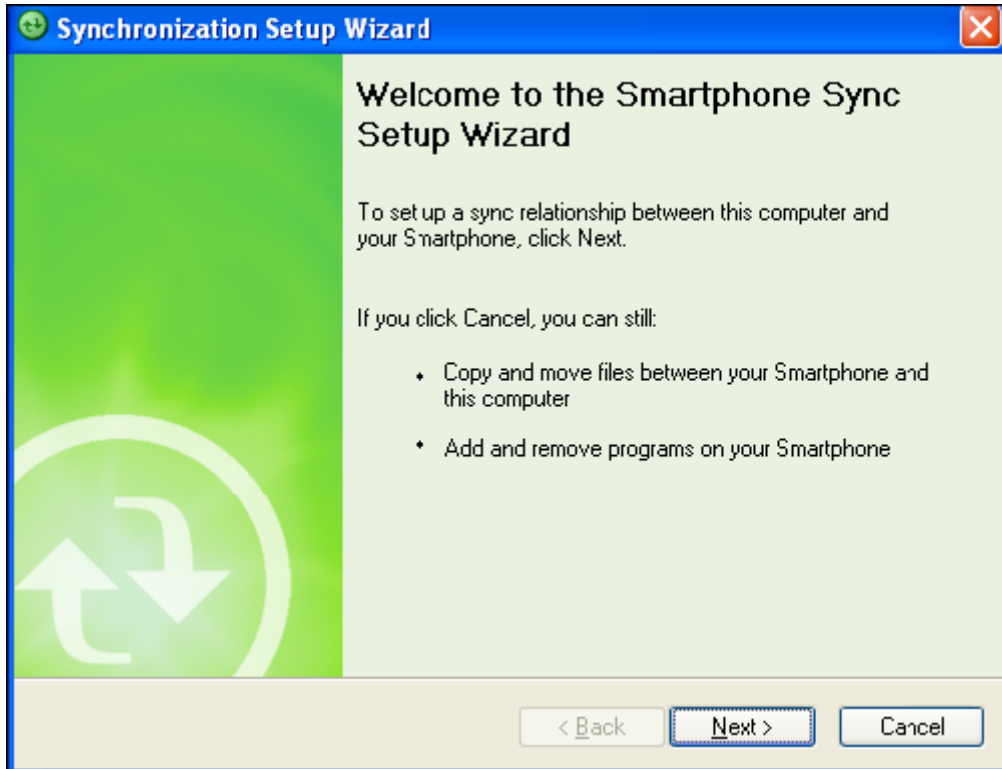 Synchronization Setup Wizard
Welcome to the Smartphone Sync
Setup Wizard
To set up a sync relationship between this computer and
your Smartphone, click Next.
If you click Cancel, you can still:
• Copy and move files between your Smartphone and
this computer
• Add and remove programs on your Smartphone
< Back Next > Cancel